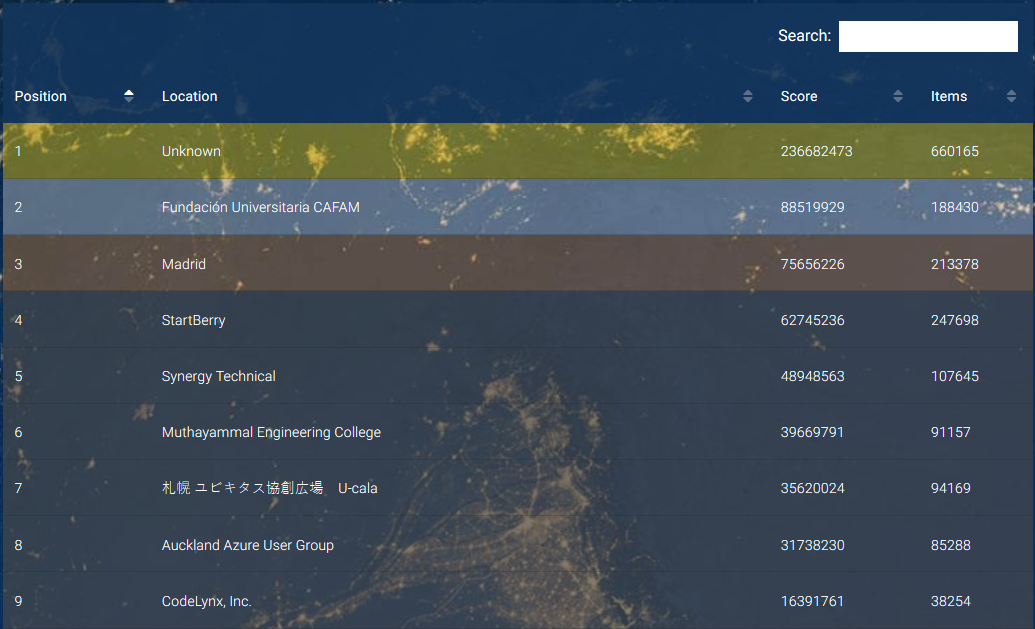 Search:
Position Location Score Items
1 Unknown 236682473 660165
2 Fundación Universitaria CAFAM 88519929 188430
3 Madrid 75656226 213378
4 StartBerry 62745236 247698
5 Synergy Technical 48948563 107645
6 Muthayammal Engineering College 39669791 91157
7 札幌 ユビキタス協創広場　U-cala 35620024 94169
8 Auckland Azure User Group 31738230 85288
9 CodeLynx, Inc. 16391761 38254